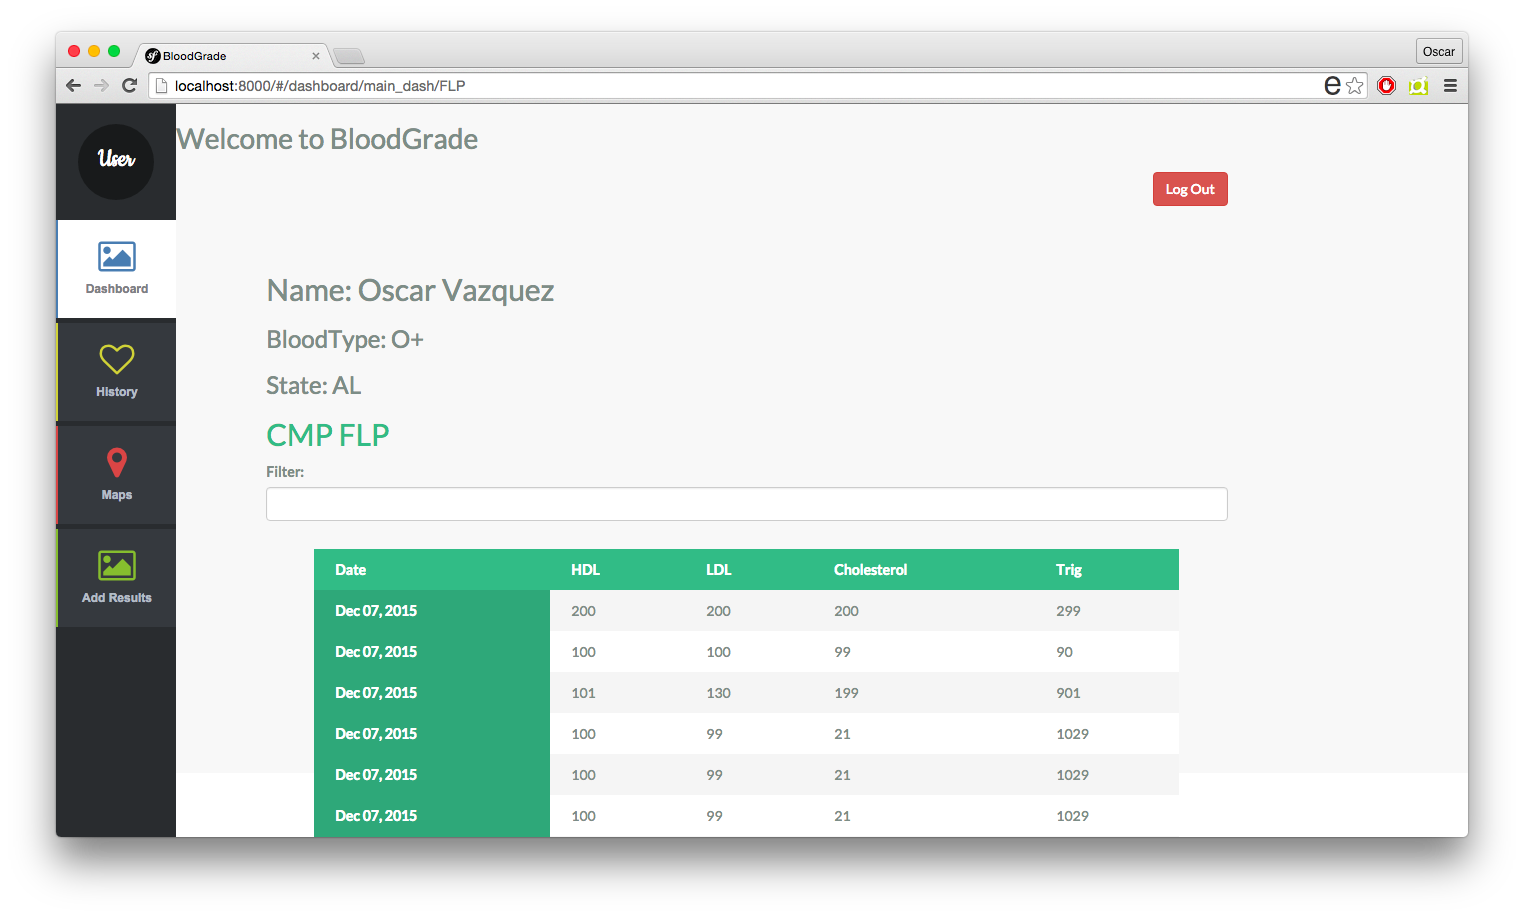 BloodGrade
Oscar
localhost:8000/#/dashboard/main_dash/FLP
User
Dashboard
History
Maps
Add Results
Welcome to BloodGrade
Log Out
Name: Oscar Vazquez
BloodType: O+
State: AL
CMP FLP
Filter:
Date HDL LDL Cholesterol Trig
Dec 07, 2015 200 200 200 299
Dec 07, 2015 100 100 99 90
Dec 07, 2015 101 130 199 901
Dec 07, 2015 100 99 21 1029
Dec 07, 2015 100 99 21 1029
Dec 07, 2015 100 99 21 1029